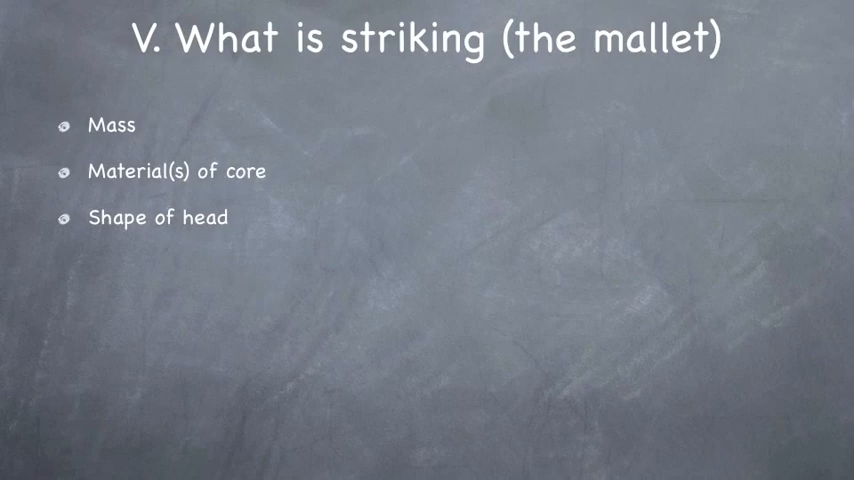 V. What is striking (the mallet)
Mass
Material(s) of core
Shape of head